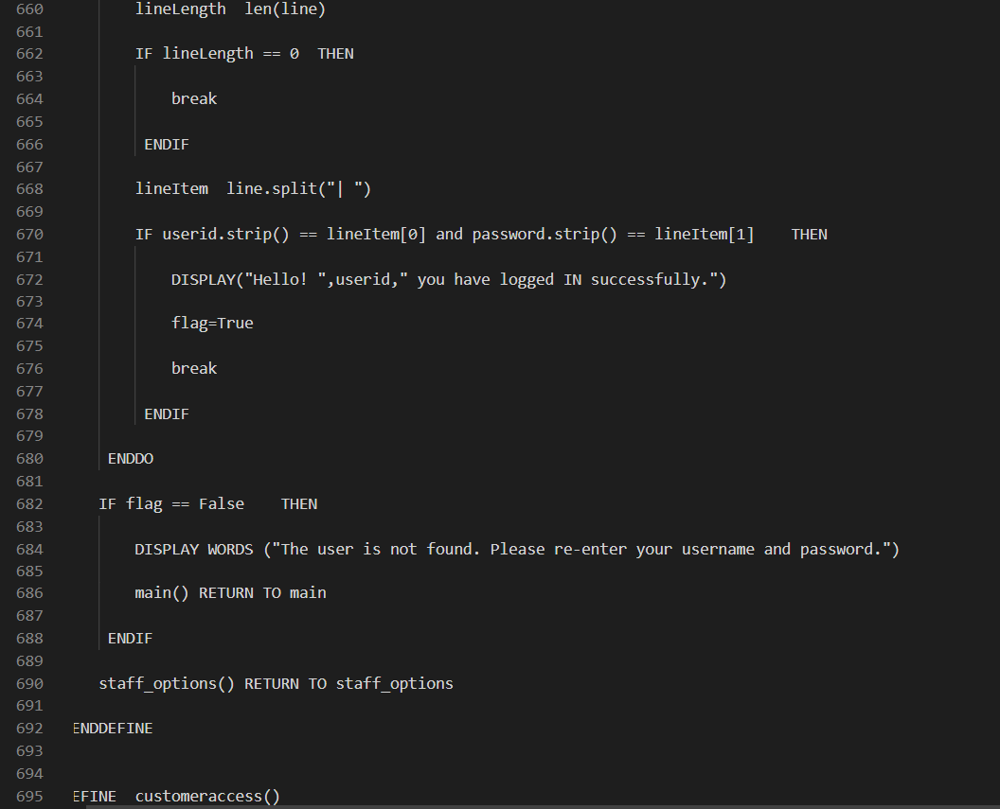 660 lineLength  len(line)
661
662 IF lineLength == 0  THEN
663
664 break
665
666 ENDIF
667
668 lineItem  line.split("| ")
669
670 IF userid.strip() == lineItem[0] and password.strip() == lineItem[1]    THEN
671
672 DISPLAY("Hello! ",userid," you have logged IN successfully.")
673
674 flag=True
675
676 break
677
678 ENDIF
679
680 ENDDO
681
682 IF flag == False    THEN
683
684 DISPLAY WORDS ("The user is not found. Please re-enter your username and password.")
685
686 main() RETURN TO main
687
688 ENDIF
689
690 staff_options() RETURN TO staff_options
691
692 ENDDEFINE
693
694
695 EFINE  customeraccess()